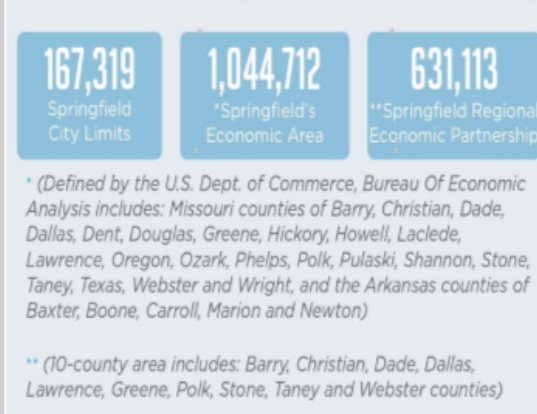 167,319
Springfield
City Limits
1,044,712
*Springfield's
Economic Area
631,113
**Springfield Regional
Economic Partnership
* (Defined by the U.S. Dept. of Commerce, Bureau Of Economic
Analysis includes: Missouri counties of Barry, Christian, Dade,
Dallas, Dent, Douglas, Greene, Hickory, Howell, Laclede,
Lawrence, Oregon, Ozark, Phelps, Polk, Pulaski, Shannon, Stone,
Taney, Texas, Webster and Wright, and the Arkansas counties of
Baxter, Boone, Carroll, Marion and Newton)
** (10-county area includes: Barry, Christian, Dade, Dallas,
Lawrence, Greene, Polk, Stone, Taney and Webster counties)